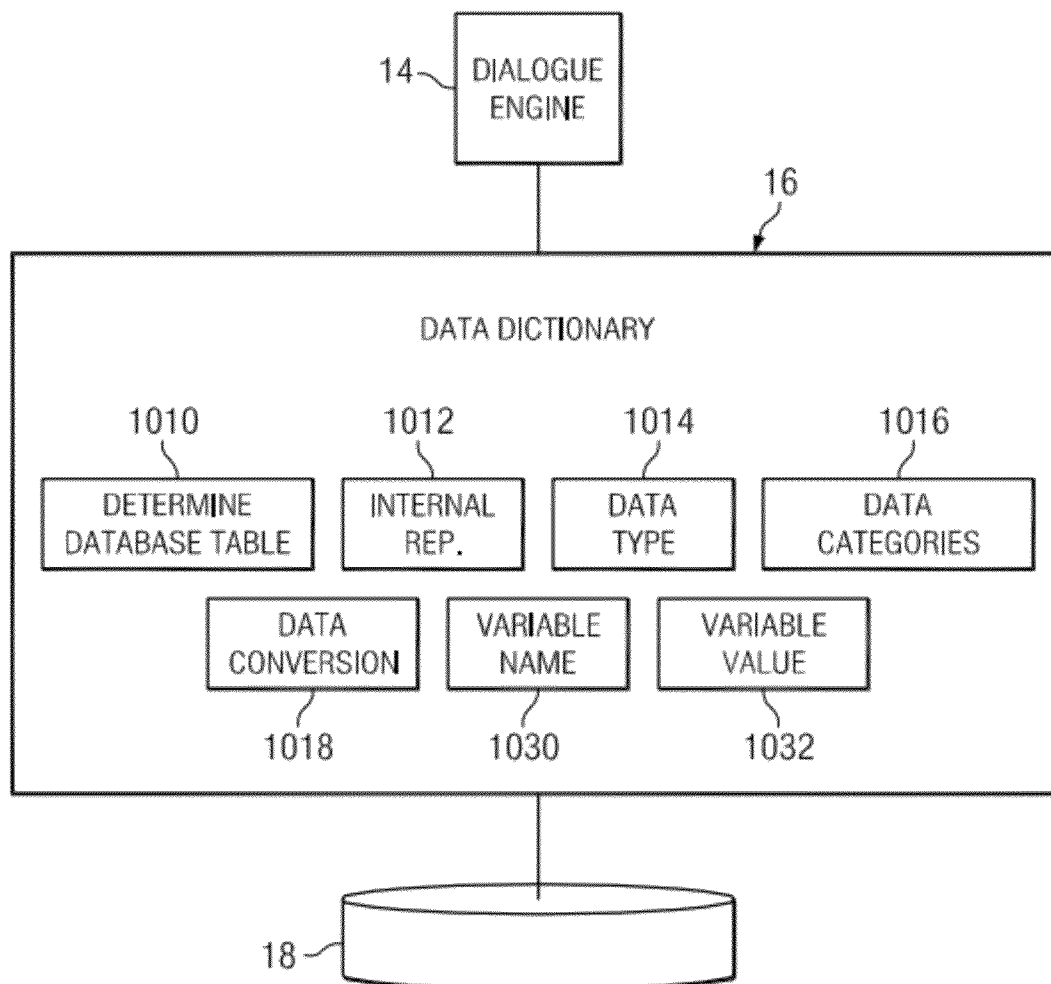 14
DIALOGUE
ENGINE
16
DATA DICTIONARY
1010
1012
1014
1016
DETERMINE
DATABASE TABLE
INTERNAL
REP.
DATA
TYPE
DATA
CATEGORIES
DATA
CONVERSION
VARIABLE
NAME
VARIABLE
VALUE
1018
1030
1032
18